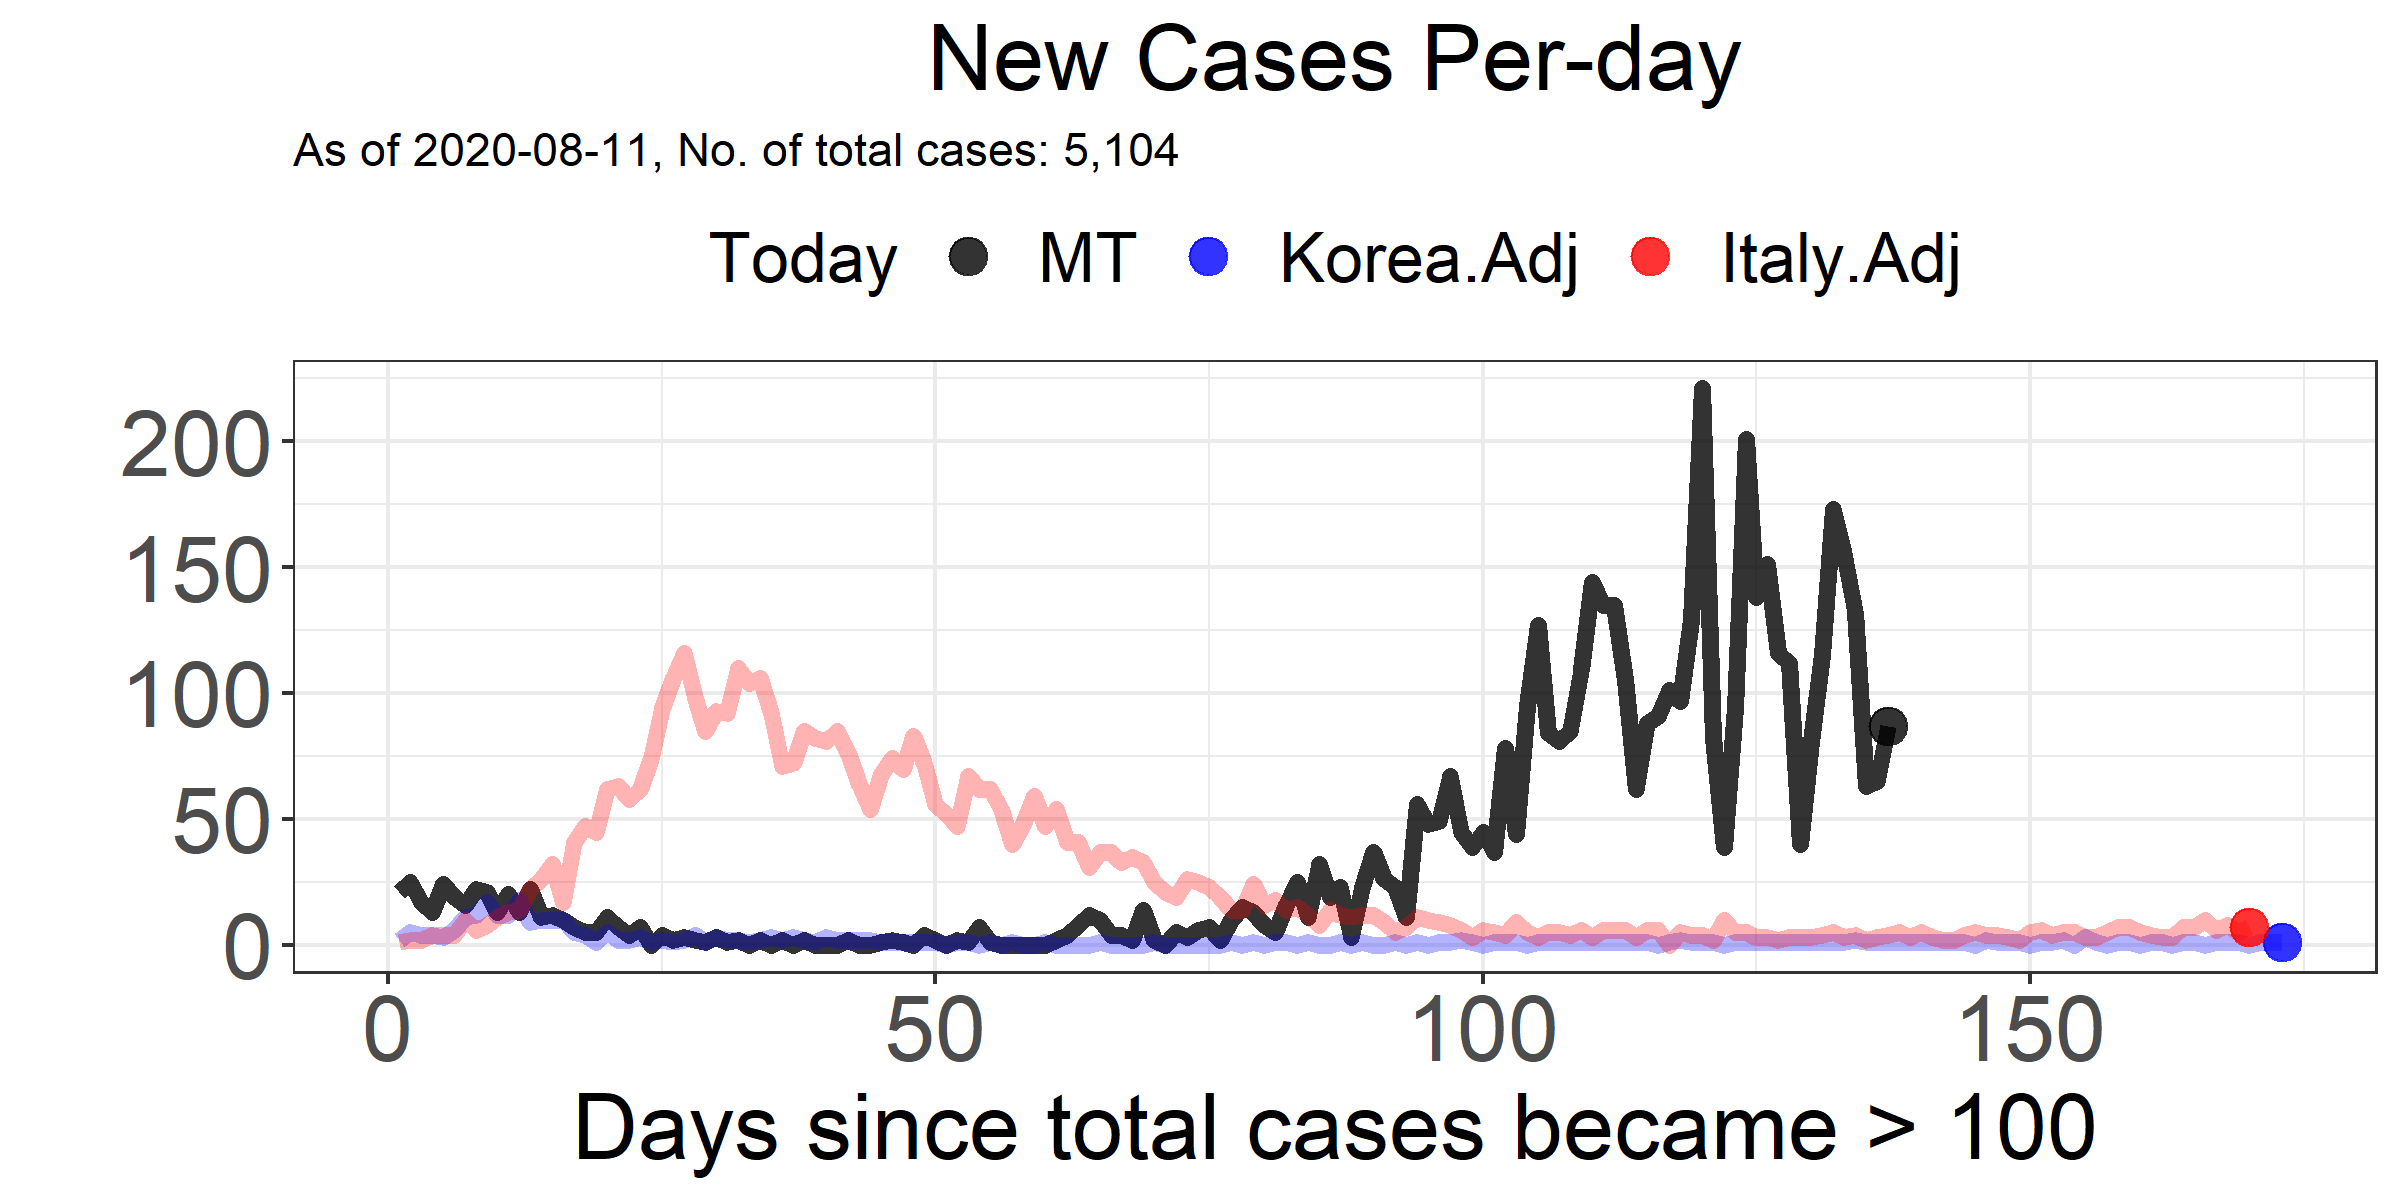 New Cases Per-day
As of 2020-08-11, No. of total cases: 5,104
Today MT Korea.Adj Italy.Adj
200
150
100
50
0
0 50 100 150
Days since total cases became > 100